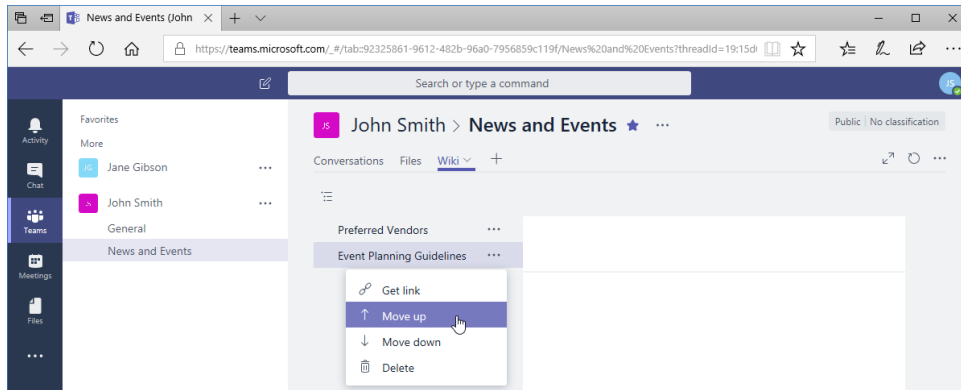 News and Events (John
https://teams.microsoft.com/_#/tab::92325861-9612-482b-96a0-7956859c119f/News%20and%20Events?threadId=19:15d
Search or type a command
JS
Activity
Chat
Teams
Meetings
Files
Favorites
More
JG Jane Gibson
JS John Smith
General
News and Events
JS John Smith > News and Events
Public No classification
Conversations Files Wiki
Preferred Vendors
Event Planning Guidelines
Get link
Move up
Move down
Delete